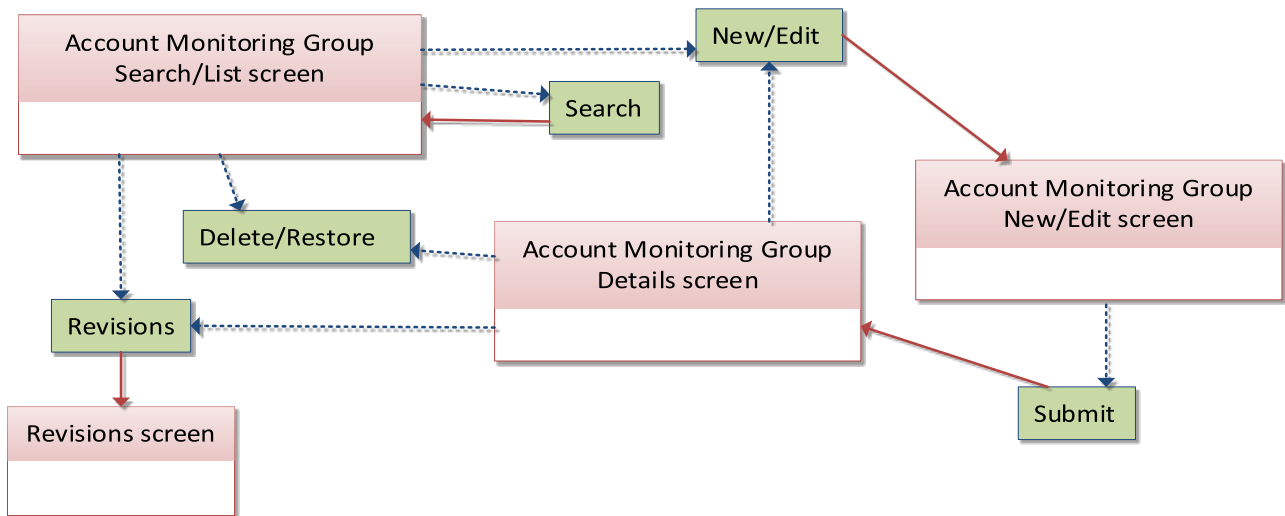 Account Monitoring Group
Search/List screen
New/Edit
Search
Account Monitoring Group
New/Edit screen
Delete/Restore
Account Monitoring Group
Details screen
Revisions
Submit
Revisions screen